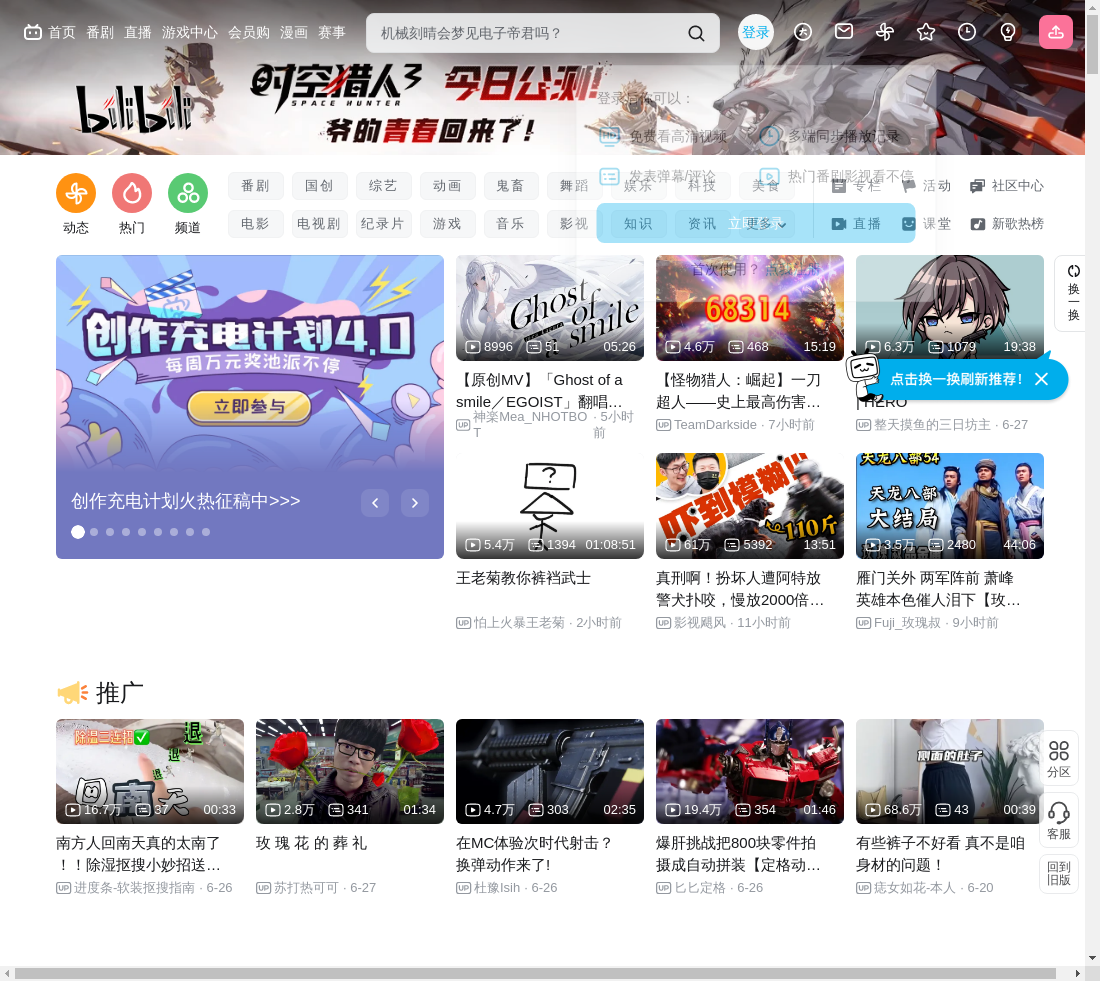 首页 番剧 直播 游戏中心 会员购 漫画 赛事
机械刻晴会梦见电子帝君吗？
登录
bilibili
时空猎人3 今日公测!
SPACE HUNTER
爷的青春回来了!
登录后你可以：
免费看高清视频 多端同步播放记录
发表弹幕/评论 热门番剧影视看不停
立即登录
首次使用？
动态 热门 频道
番剧 国创 综艺 动画 鬼畜 舞蹈 娱乐 科技 美食 专栏 活动 社区中心
电影 电视剧 纪录片 游戏 音乐 影视 知识 资讯 更多 直播 课堂 新歌热榜
换一换
创作充电计划4.0
每周万元奖池派不停
立即参与
创作充电计划火热征稿中>>>
Ghost of smile
8996 51 05:26
【原创MV】「Ghost of a
smile／EGOIST」翻唱…
神楽Mea_NHOTBOT · 5小时前
68314
4.6万 468 15:19
【怪物猎人：崛起】一刀
超人——史上最高伤害…
TeamDarkside · 7小时前
6.3万 1079 19:38
点击换一换刷新推荐！
| HERO
整天摸鱼的三日坊主 · 6-27
?
5.4万 1394 01:08:51
王老菊教你裤裆武士
怕上火暴王老菊 · 2小时前
吓到模糊!!!
110斤
61万 5392 13:51
真刑啊！扮坏人遭阿特放
警犬扑咬，慢放2000倍…
影视飓风 · 11小时前
天龙八部54
天龙八部
大结局
3.5万 2480 44:06
雁门关外 两军阵前 萧峰
英雄本色催人泪下【玫…
Fuji_玫瑰叔 · 9小时前
推广
除湿二连招
退
退
退
回南天
16.7万 37 00:33
南方人回南天真的太南了
！！除湿抠搜小妙招送…
进度条-软装抠搜指南 · 6-26
2.8万 341 01:34
玫 瑰 花 的 葬 礼
苏打热可可 · 6-27
4.7万 303 02:35
在MC体验次时代射击？
换弹动作来了!
杜豫Isih · 6-26
19.4万 354 01:46
爆肝挑战把800块零件拍
摄成自动拼装【定格动…
匕匕定格 · 6-26
侧面的肚子
68.6万 43 00:39
有些裤子不好看 真不是咱
身材的问题！
痣女如花-本人 · 6-20
分区
客服
回到
旧版